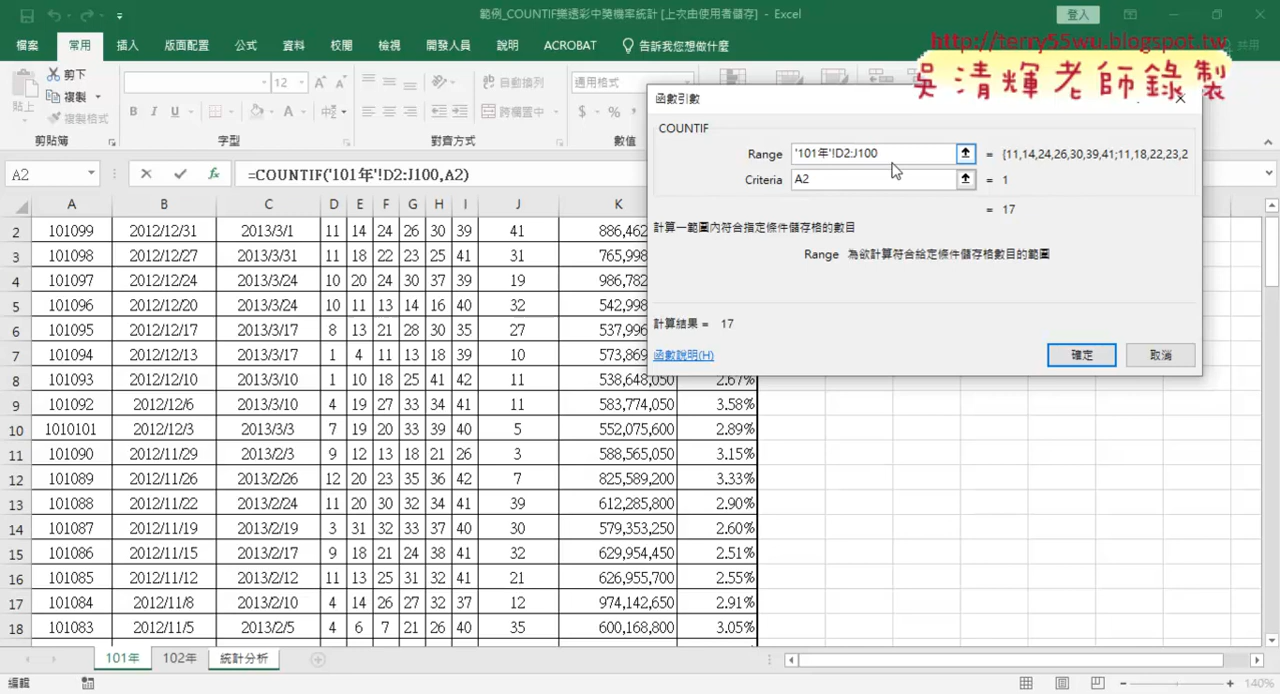 範例_COUNTIF樂透彩中獎機率統計 [上次由使用者儲存] - Excel
登入
檔案 常用 插入 版面配置 公式 資料 校閱 檢視 開發人員 說明 ACROBAT 告訴我您想做什麼 共用
http://terry55wu.blogspot.tw
吳清輝老師錄製
貼上 剪下 複製 複製格式
12 A A
B I U A
自動換列 跨欄置中
通用格式
$ % ,
剪貼簿 字型 對齊方式 數值
A2 fx =COUNTIF('101年'!D2:J100,A2)
函數引數
COUNTIF
Range '101年'!D2:J100 = {11,14,24,26,30,39,41;11,18,22,23,2
Criteria A2 = 1
= 17
計算一範圍內符合指定條件儲存格的數目
Range 為欲計算符合給定條件儲存格數目的範圍
計算結果 = 17
函數說明(H) 確定 取消
A B C D E F G H I J K
2 101099 2012/12/31 2013/3/1 11 14 24 26 30 39 41 886,462
3 101098 2012/12/27 2013/3/31 11 18 22 23 25 41 31 765,998
4 101097 2012/12/24 2013/3/24 10 20 24 30 37 39 19 986,782
5 101096 2012/12/20 2013/3/24 10 11 13 14 16 40 32 542,998
6 101095 2012/12/17 2013/3/17 8 13 21 28 30 35 27 537,996
7 101094 2012/12/13 2013/3/17 1 4 11 13 18 39 10 573,869
8 101093 2012/12/10 2013/3/10 1 10 18 25 41 42 11 538,648,050 2.67%
9 101092 2012/12/6 2013/3/10 4 19 27 33 34 41 11 583,774,050 3.58%
10 1010101 2012/12/3 2013/3/3 7 19 20 33 39 40 5 552,075,600 2.89%
11 101090 2012/11/29 2013/2/3 9 12 13 18 21 26 3 588,565,050 3.15%
12 101089 2012/11/26 2013/2/26 12 20 23 35 36 42 7 825,589,200 3.33%
13 101088 2012/11/22 2013/2/24 11 20 30 32 34 41 39 612,285,800 2.90%
14 101087 2012/11/19 2013/2/19 3 31 32 33 37 40 30 579,353,250 2.60%
15 101086 2012/11/15 2013/2/17 9 18 21 24 38 41 32 629,954,450 2.51%
16 101085 2012/11/12 2013/2/12 11 13 25 31 32 41 21 626,955,700 2.55%
17 101084 2012/11/8 2013/2/10 4 14 26 27 32 37 12 974,142,650 2.91%
18 101083 2012/11/5 2013/2/5 4 6 7 21 26 40 35 600,168,800 3.05%
101年 102年 統計分析
編輯 140%